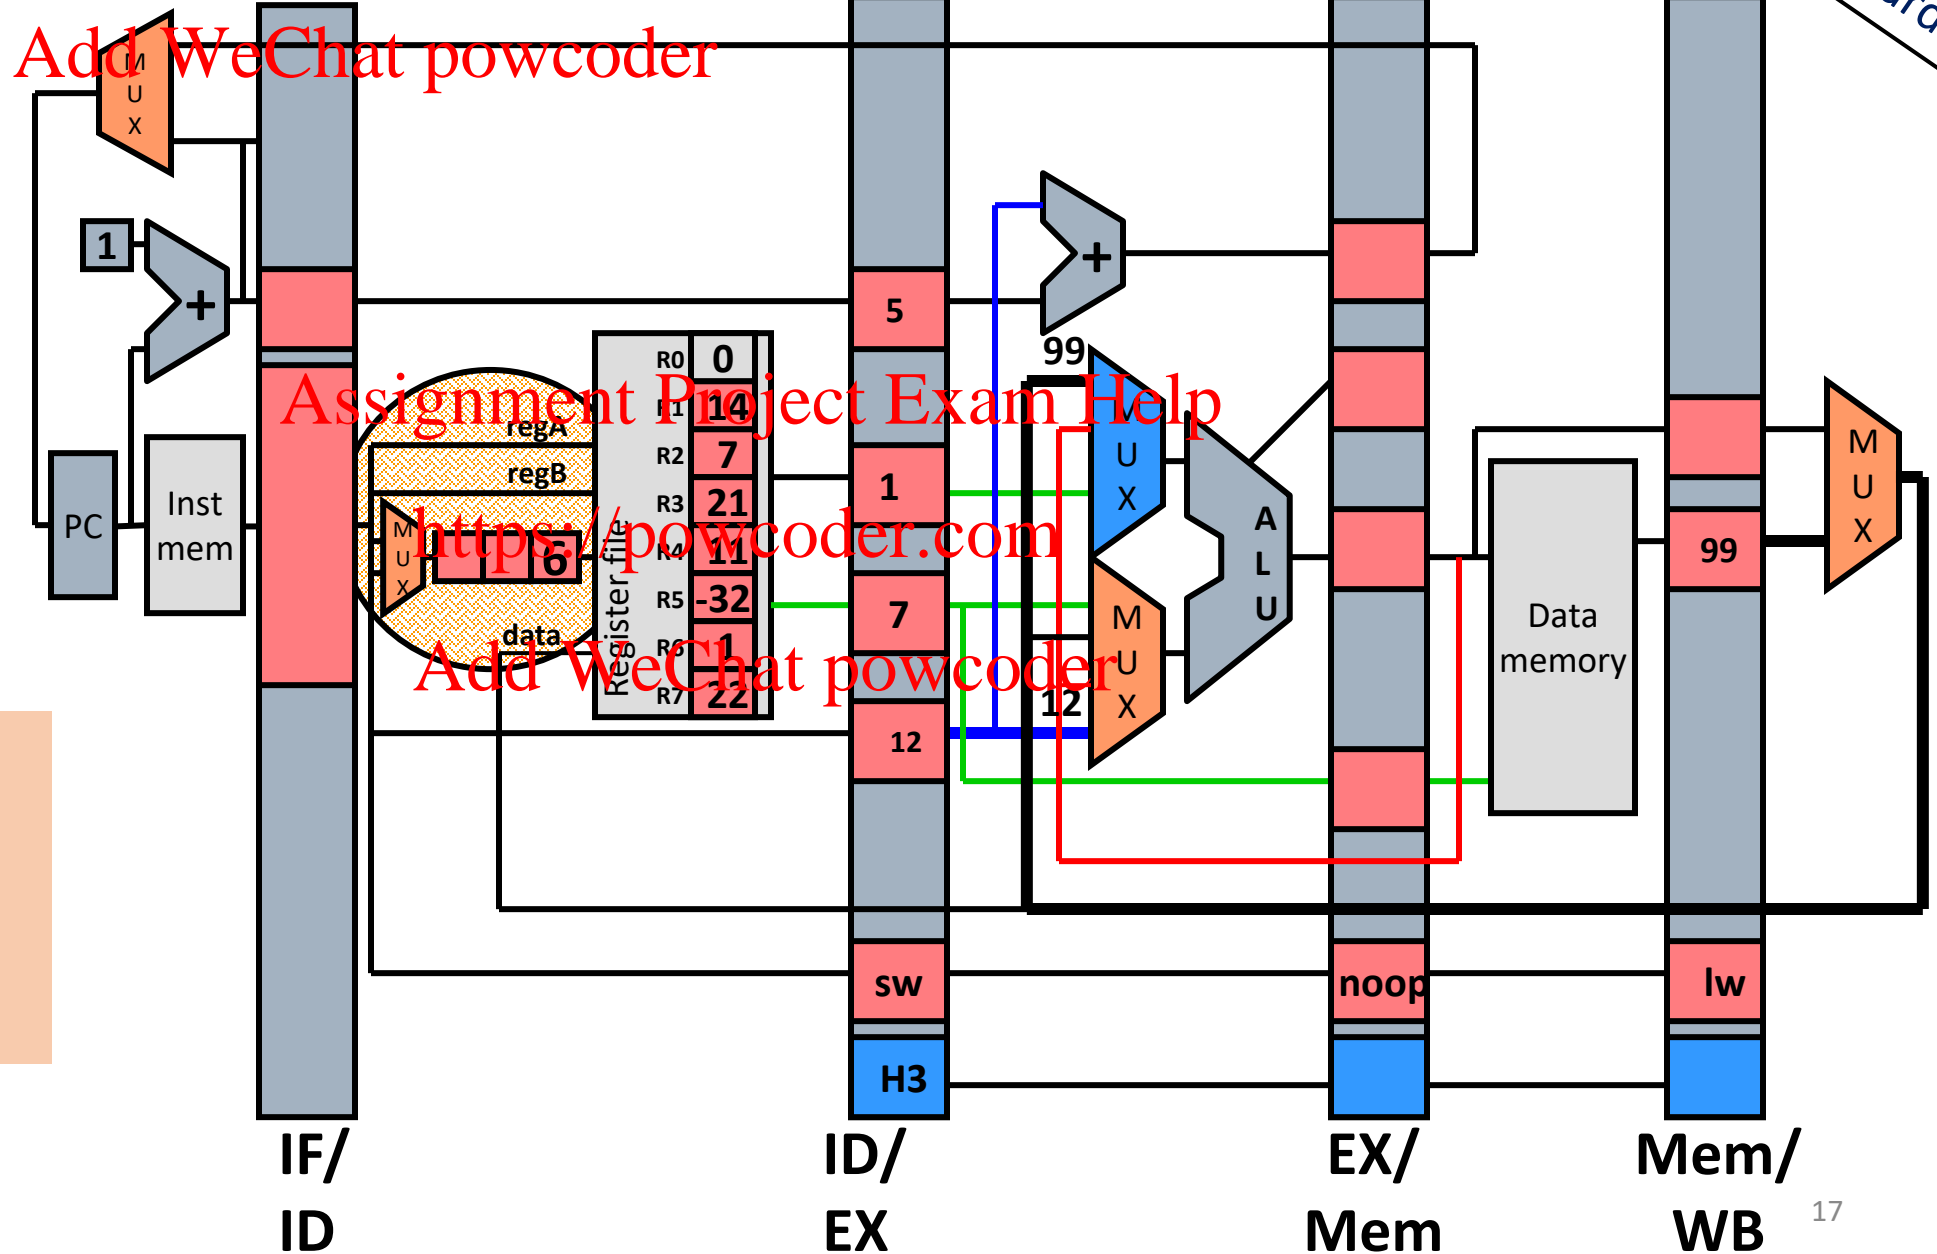 Add WeChat powcoder
M
U
X
1
+
+
5
99
R0 0
Assignment Project Exam Help
R1 14
regA
R2 7
regB
R3 21
1
M
U
X
PC
Inst
mem
M
U
X
https://powcoder.com
6
R4 11
R5 -32
7
data
R6 1
Register file
Add WeChat powcoder
R7 22
12
12
M
U
X
A
L
U
Data
memory
99
M
U
X
sw
noop
lw
H3
IF/
ID
ID/
EX
EX/
Mem
Mem/
WB
17